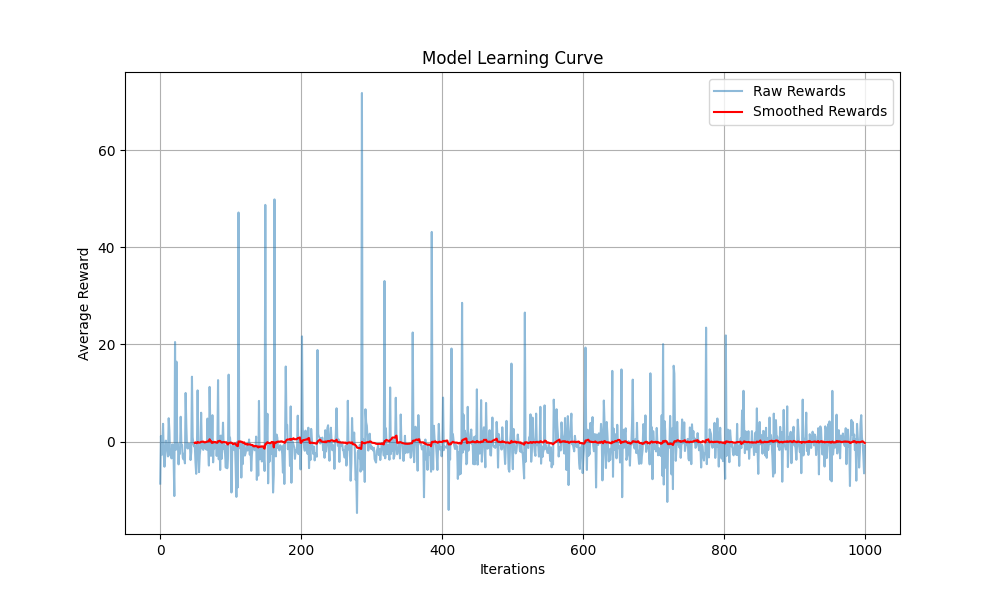 Model Learning Curve
Raw Rewards
Smoothed Rewards
Average Reward
60
40
20
0
0 200 400 600 800 1000
Iterations